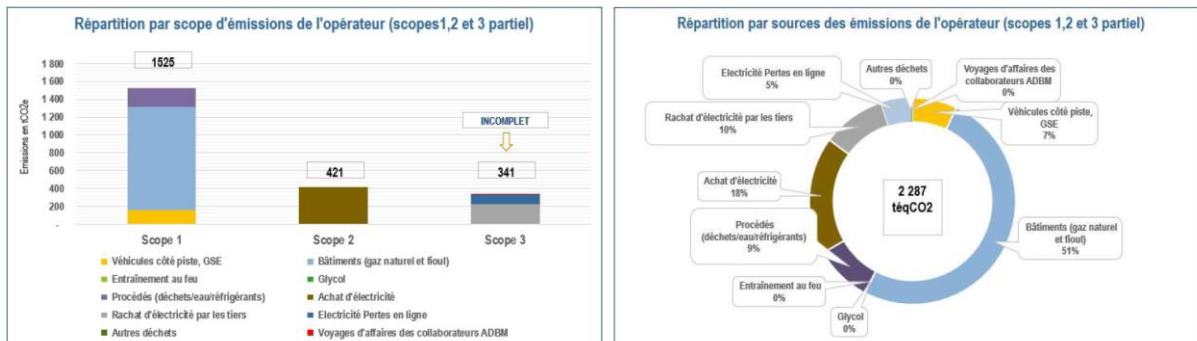 Répartition par scope d'émissions de l'opérateur (scopes1,2 et 3 partiel)
Emissions en tCO2e
1 800
1 600
1 400
1 200
1 000
800
600
400
200
-
1525
421
INCOMPLET
341
Scope 1
Scope 2
Scope 3
Véhicules côté piste, GSE
Bâtiments (gaz naturel et fioul)
Entraînement au feu
Glycol
Procédés (déchets/eau/réfrigérants)
Achat d'électricité
Rachat d'électricité par les tiers
Electricité Pertes en ligne
Autres déchets
Voyages d'affaires des collaborateurs ADBM
Répartition par sources des émissions de l'opérateur (scopes 1,2 et 3 partiel)
Electricité Pertes en ligne
5%
Autres déchets
0%
Voyages d'affaires des
collaborateurs ADBM
0%
Véhicules côté piste,
GSE
7%
Rachat d'électricité par les tiers
10%
Achat d'électricité
18%
2 287
téqCO2
Procédés
(déchets/eau/réfrigérants)
9%
Bâtiments (gaz naturel
et fioul)
51%
Entraînement au feu
0%
Glycol
0%